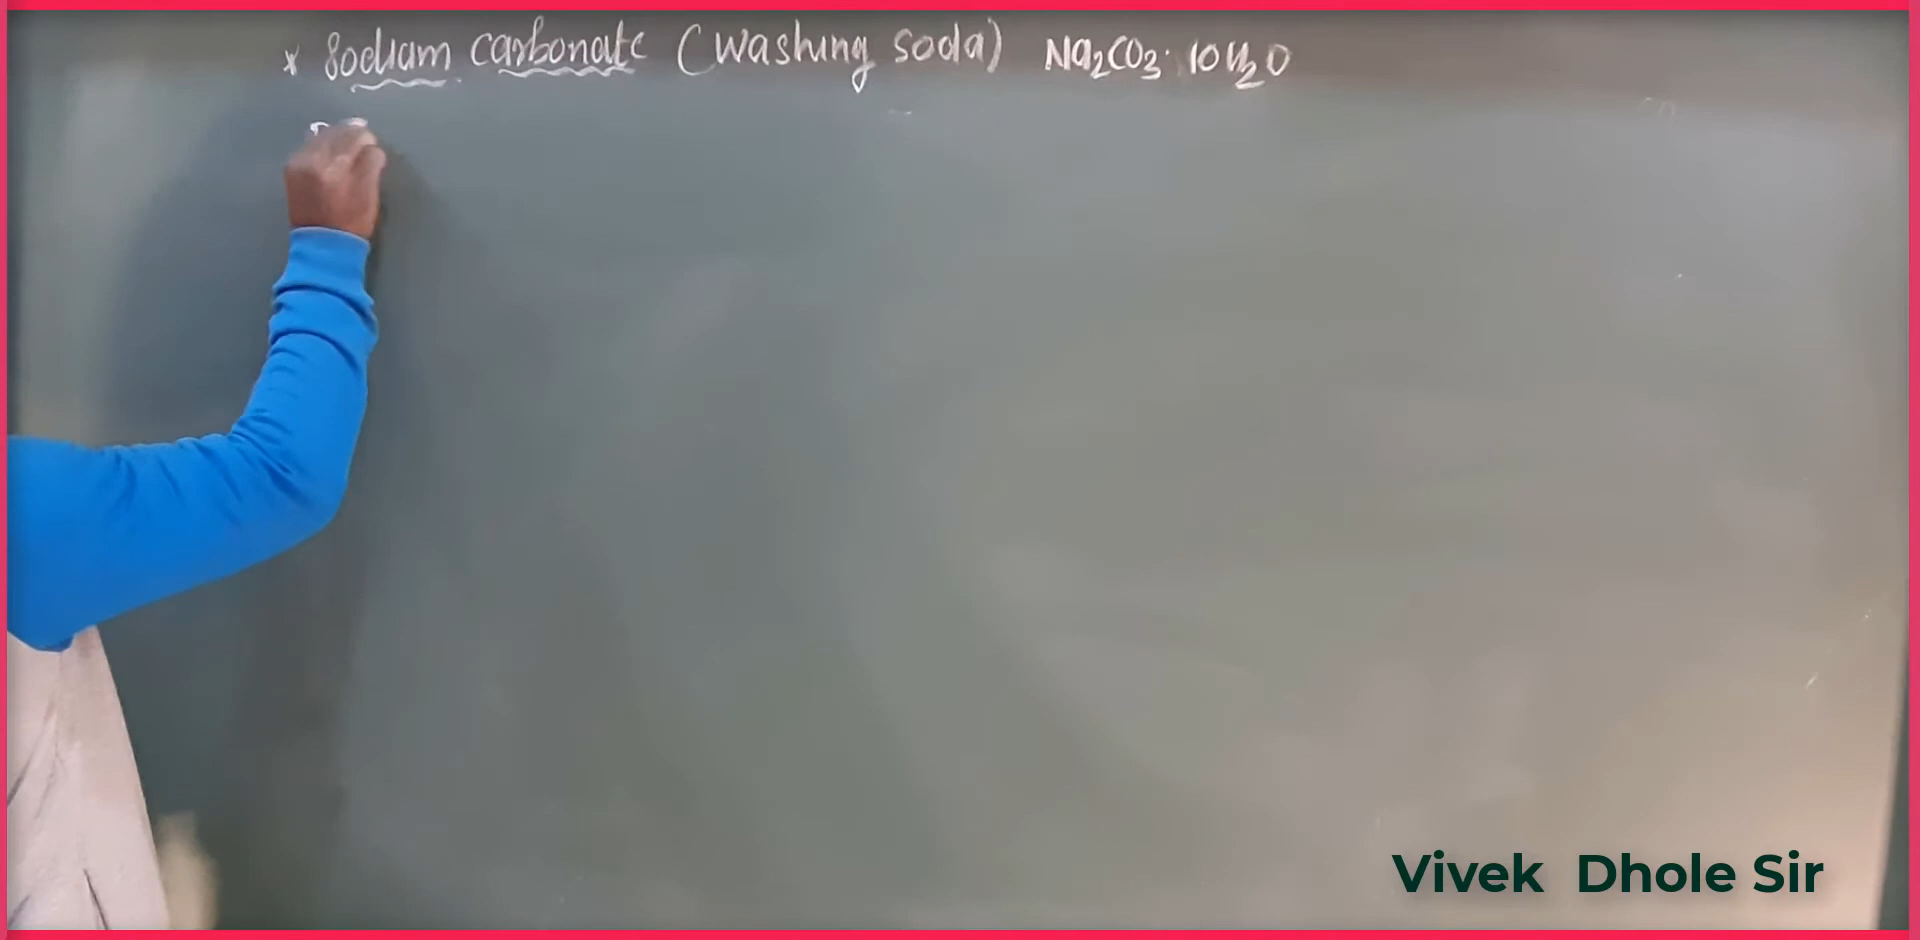 * Sodium carbonate (washing soda) Na₂CO₃· 10H₂O
Vivek Dhole Sir